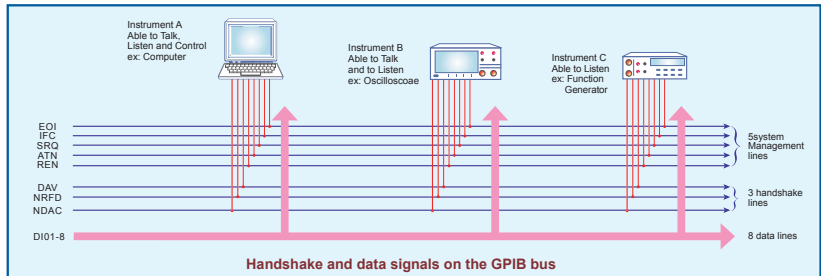 Instrument A
Able to Talk,
Listen and Control
ex: Computer
Instrument B
Able to Talk
and to Listen
ex: Oscilloscoae
Instrument C
Able to Listen
ex: Function
Generator
EOI
IFC
SRQ
ATN
REN
5system
Management
lines
DAV
NRFD
NDAC
3 handshake
lines
DI01-8
8 data lines
Handshake and data signals on the GPIB bus